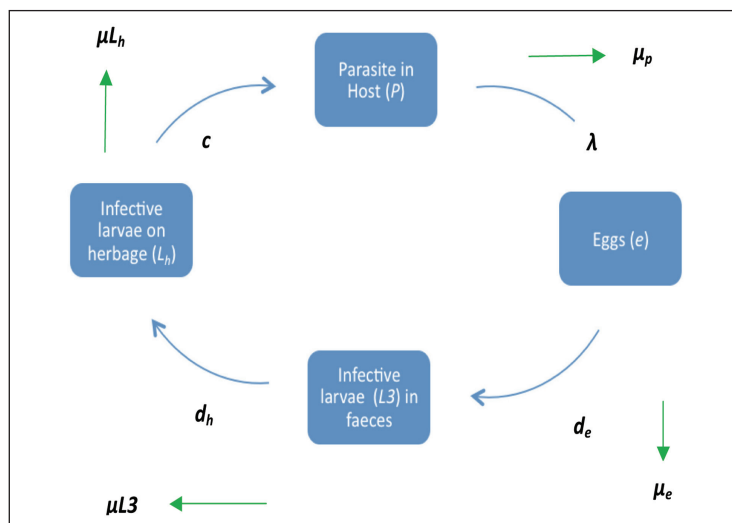 μLₕ
Parasite in
Host (P)
μₚ
c
λ
Infective
larvae on
herbage (Lₕ)
Eggs (e)
Infective
larvae (L3) in
faeces
dₕ
dₑ
μL3
μₑ